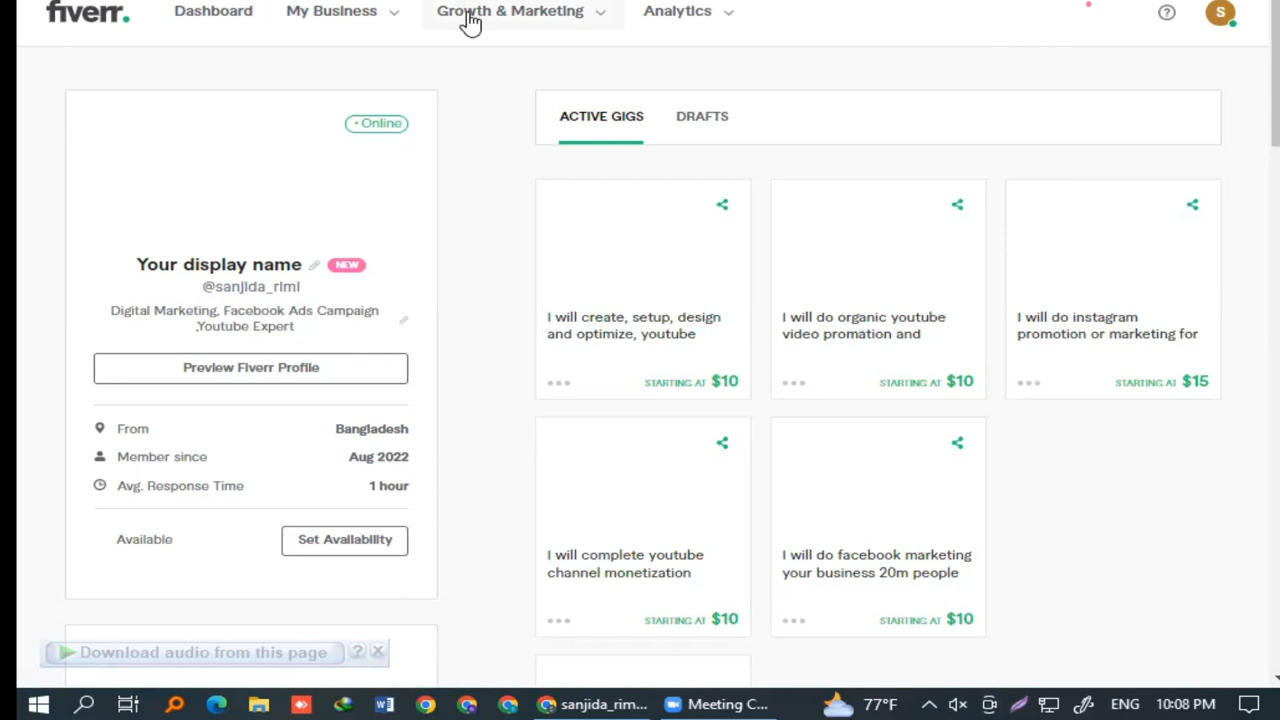 fiverr.
Dashboard
My Business
Growth & Marketing
Analytics
S
Online
Your display name NEW
@sanjida_rimi
Digital Marketing, Facebook Ads Campaign
,Youtube Expert
Preview Fiverr Profile
From Bangladesh
Member since Aug 2022
Avg. Response Time 1 hour
Available Set Availability
ACTIVE GIGS DRAFTS
I will create, setup, design
and optimize, youtube
STARTING AT $10
I will do organic youtube
video promation and
STARTING AT $10
I will do instagram
promotion or marketing for
STARTING AT $15
I will complete youtube
channel monetization
STARTING AT $10
I will do facebook marketing
your business 20m people
STARTING AT $10
Download audio from this page ? X
sanjida_rim...
Meeting C...
77°F
ENG
10:08 PM